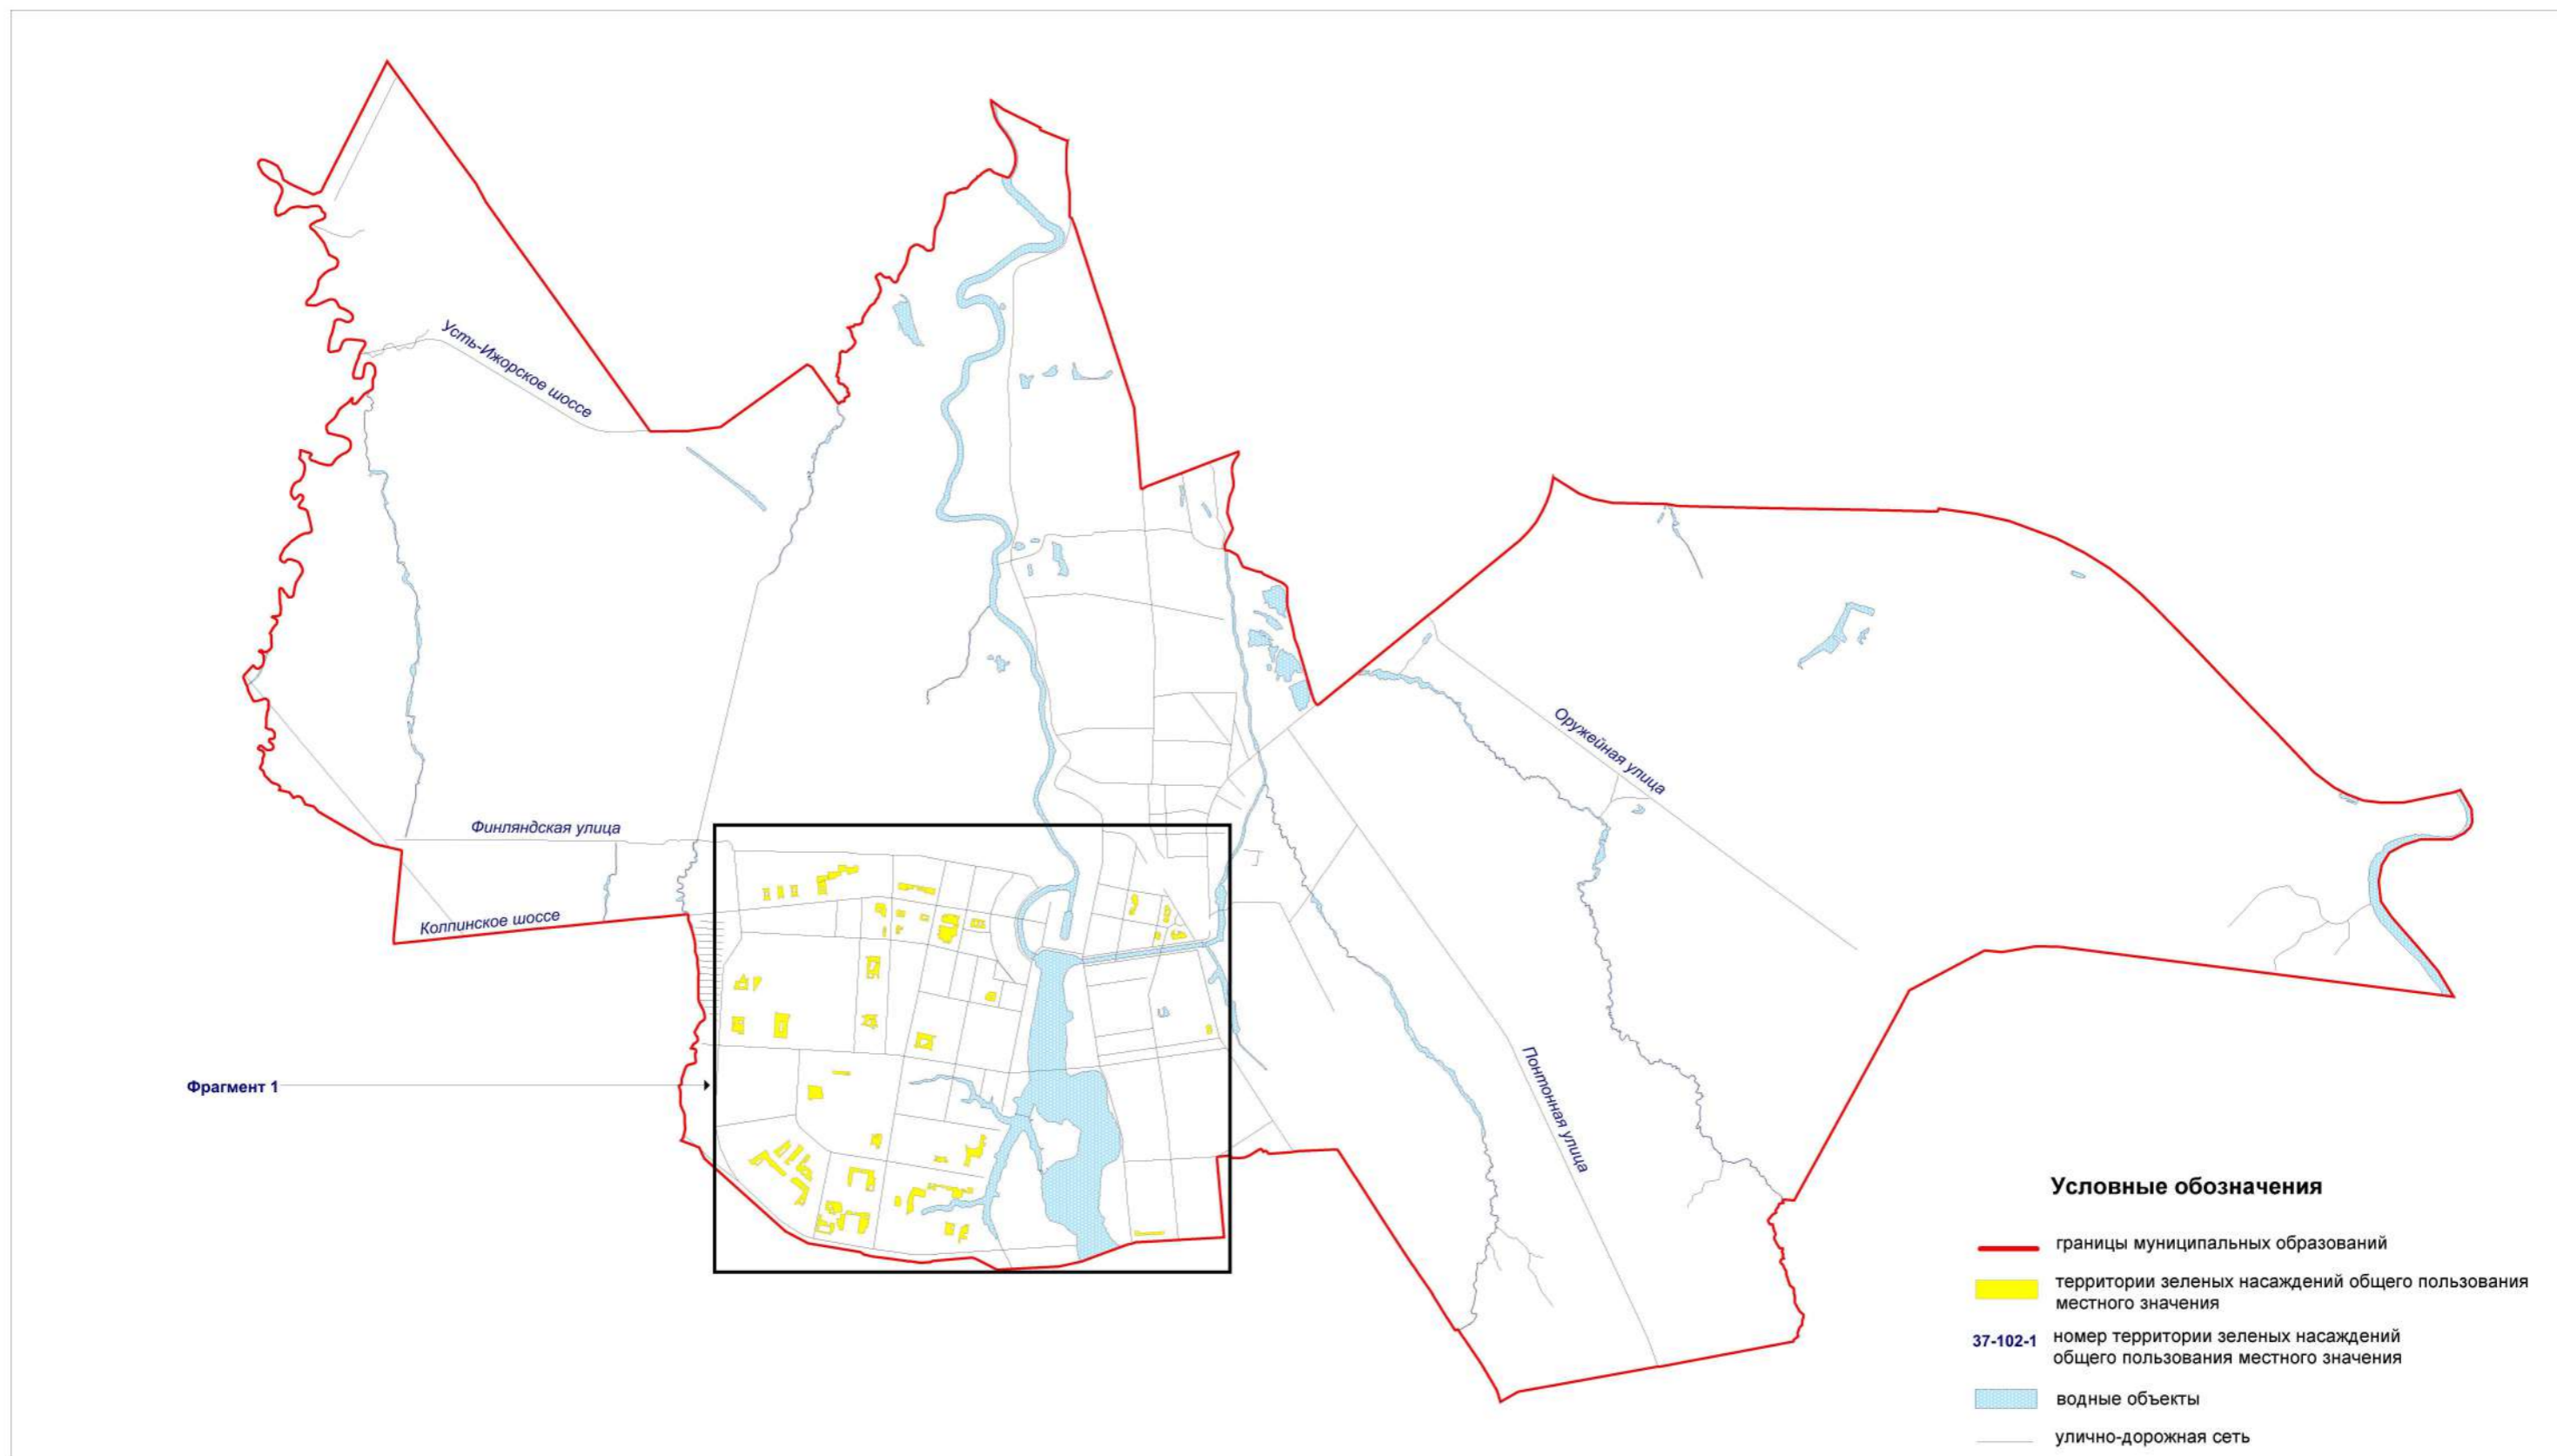 Усть-Ижорское шоссе
Оружейная улица
Финляндская улица
Колпинское шоссе
Понтонная улица
Фрагмент 1
Условные обозначения
границы муниципальных образований
территории зеленых насаждений общего пользования
местного значения
37-102-1 номер территории зеленых насаждений
общего пользования местного значения
водные объекты
улично-дорожная сеть